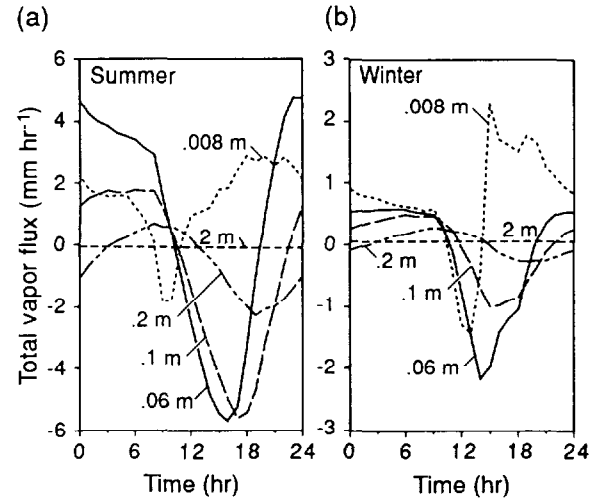 (a)
(b)
Total vapor flux (mm hr-1)
6
4
2
0
-2
-4
-6
Summer
.008 m
2 m
.2 m
.1 m
.06 m
0
6
12
18
24
Time (hr)
3
2
1
0
-1
-2
-3
Winter
.008 m
2 m
.2 m
.1 m
.06 m
0
6
12
18
24
Time (hr)